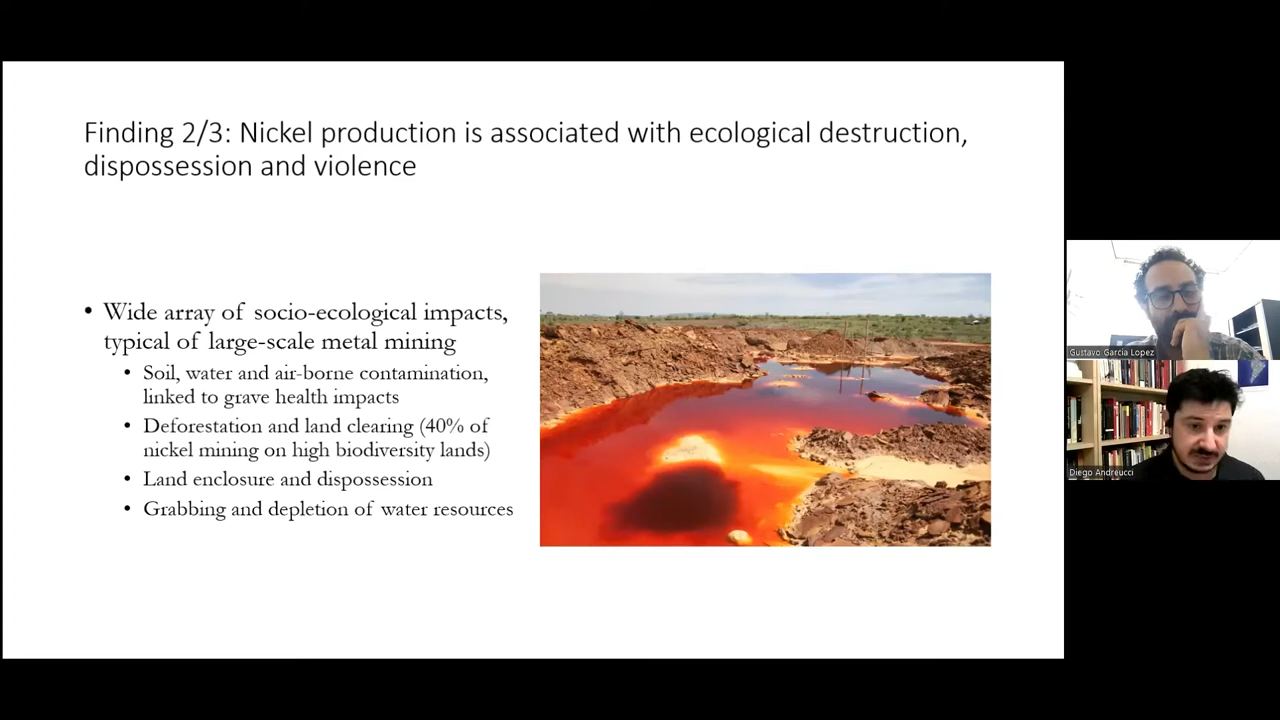 Finding 2/3: Nickel production is associated with ecological destruction,
dispossession and violence
• Wide array of socio-ecological impacts,
typical of large-scale metal mining
• Soil, water and air-borne contamination,
linked to grave health impacts
• Deforestation and land clearing (40% of
nickel mining on high biodiversity lands)
• Land enclosure and dispossession
• Grabbing and depletion of water resources
Gustavo García López
Diego Andreucci